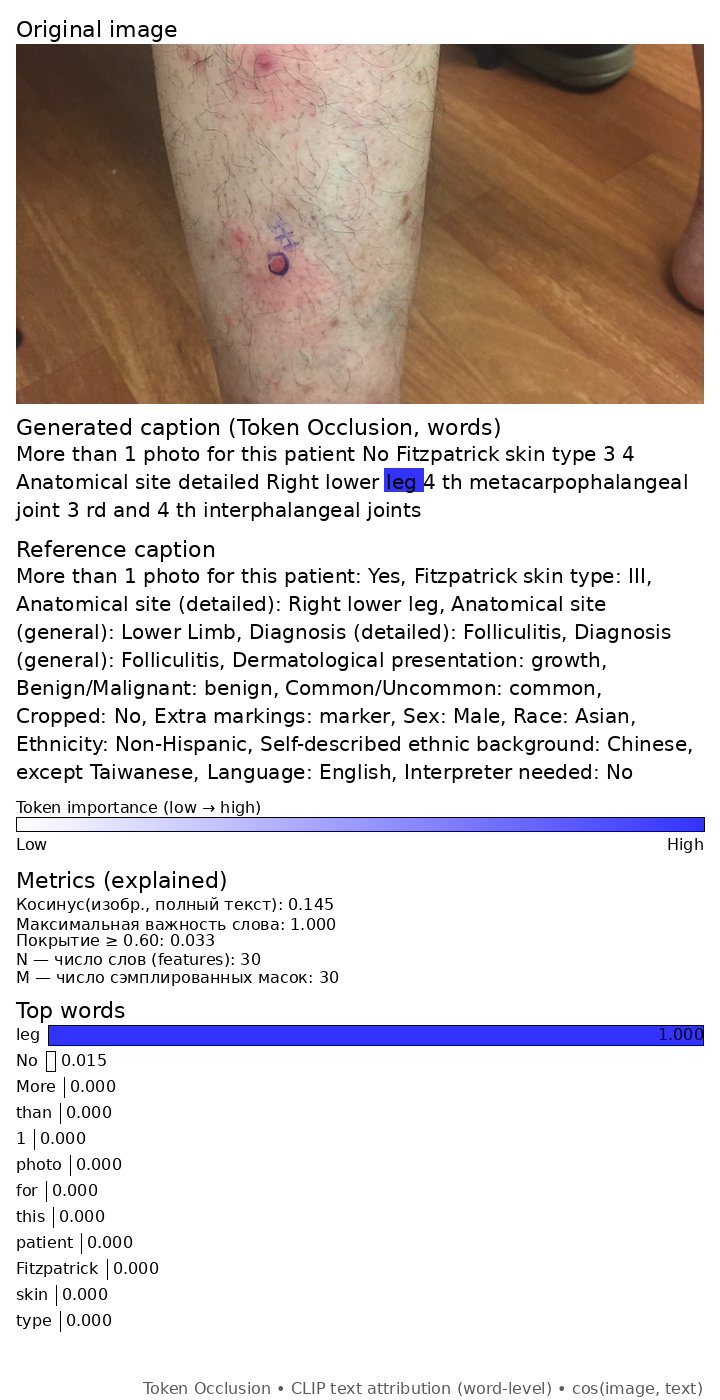 Original image
Generated caption (Token Occlusion, words)
More than 1 photo for this patient No Fitzpatrick skin type 3 4
Anatomical site detailed Right lower leg 4 th metacarpophalangeal
joint 3 rd and 4 th interphalangeal joints
Reference caption
More than 1 photo for this patient: Yes, Fitzpatrick skin type: III,
Anatomical site (detailed): Right lower leg, Anatomical site
(general): Lower Limb, Diagnosis (detailed): Folliculitis, Diagnosis
(general): Folliculitis, Dermatological presentation: growth,
Benign/Malignant: benign, Common/Uncommon: common,
Cropped: No, Extra markings: marker, Sex: Male, Race: Asian,
Ethnicity: Non-Hispanic, Self-described ethnic background: Chinese,
except Taiwanese, Language: English, Interpreter needed: No
Token importance (low → high)
Low High
Metrics (explained)
Косинус(изобр., полный текст): 0.145
Максимальная важность слова: 1.000
Покрытие ≥ 0.60: 0.033
N — число слов (features): 30
M — число сэмплированных масок: 30
Top words
leg 1.000
No 0.015
More 0.000
than 0.000
1 0.000
photo 0.000
for 0.000
this 0.000
patient 0.000
Fitzpatrick 0.000
skin 0.000
type 0.000
Token Occlusion • CLIP text attribution (word-level) • cos(image, text)